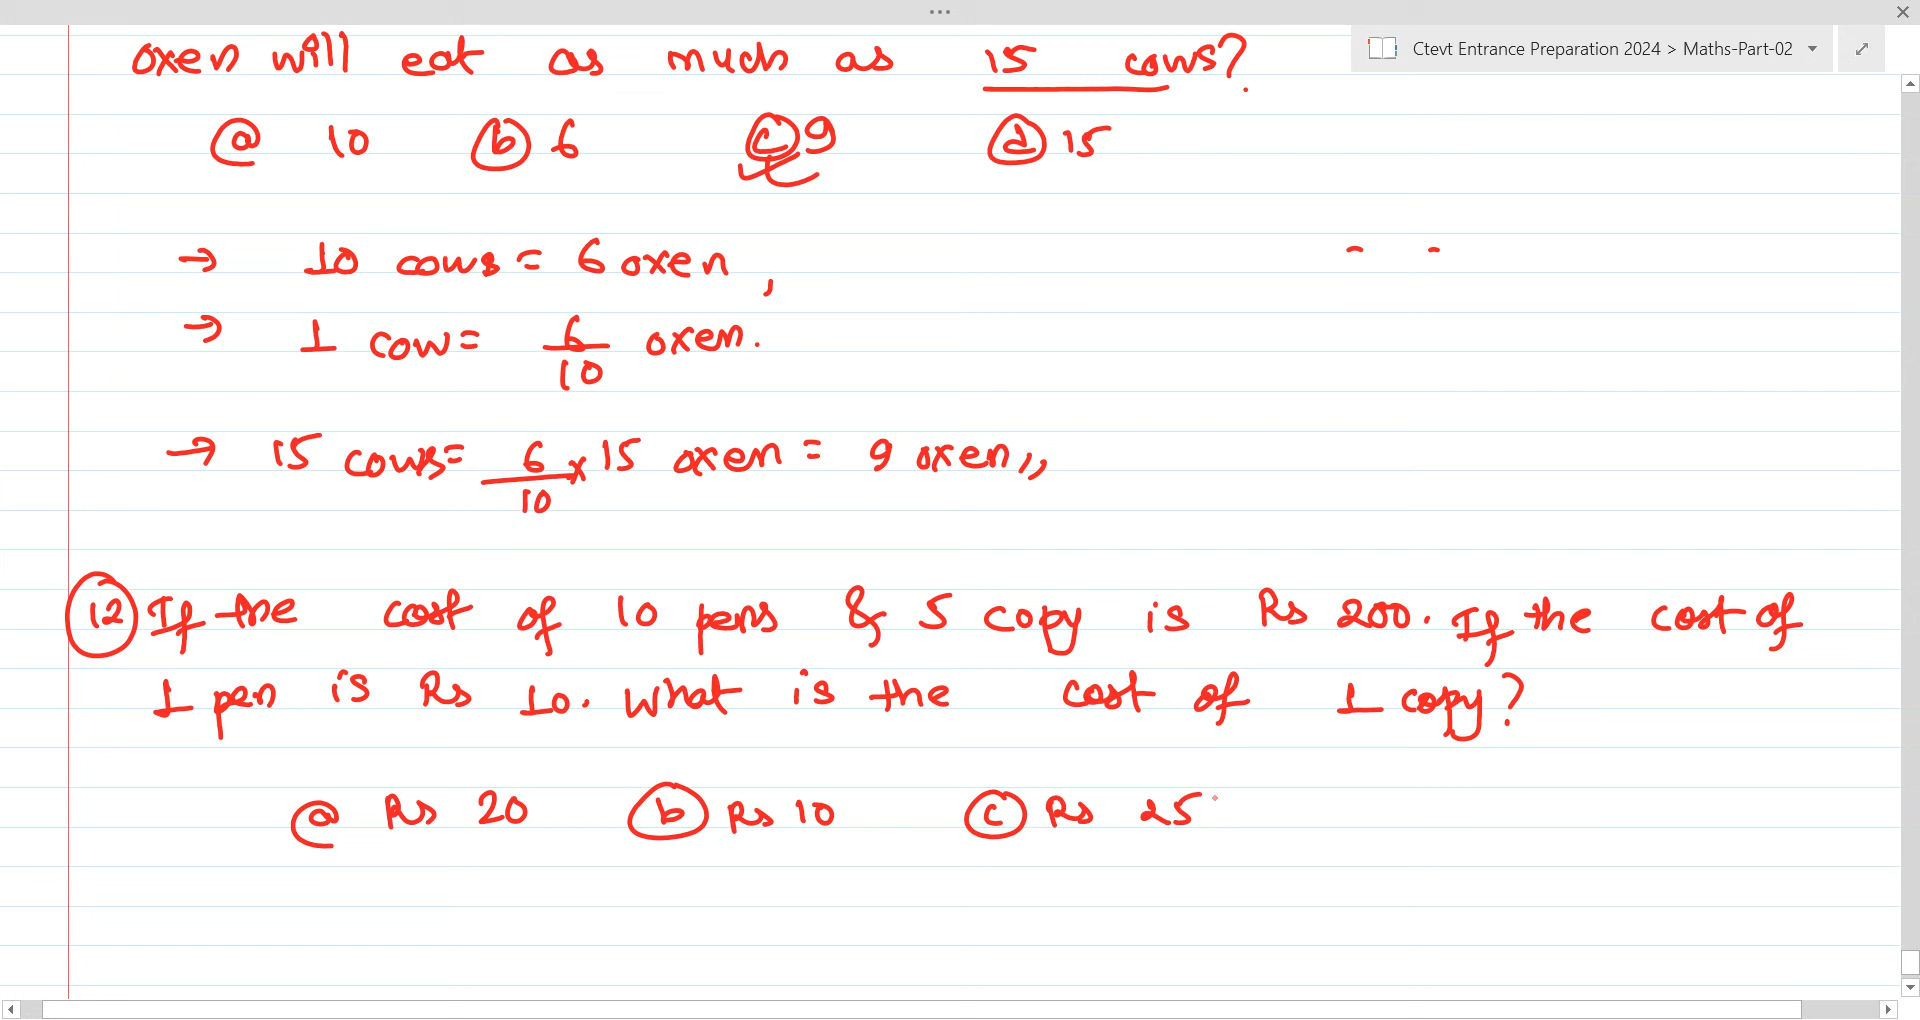 Ctevt Entrance Preparation 2024 > Maths-Part-02
oxen will eat as much as 15 cows?
(a) 10 (b) 6 (c) 9 (d) 15
→ 10 cows = 6 oxen,
→ 1 cow = 6/10 oxen.
→ 15 cows = 6/10 × 15 oxen = 9 oxen,,
(12) If the cost of 10 pens & 5 copy is Rs 200. If the cost of
1 pen is Rs 10. What is the cost of 1 copy?
(a) Rs 20 (b) Rs 10 (c) Rs 25